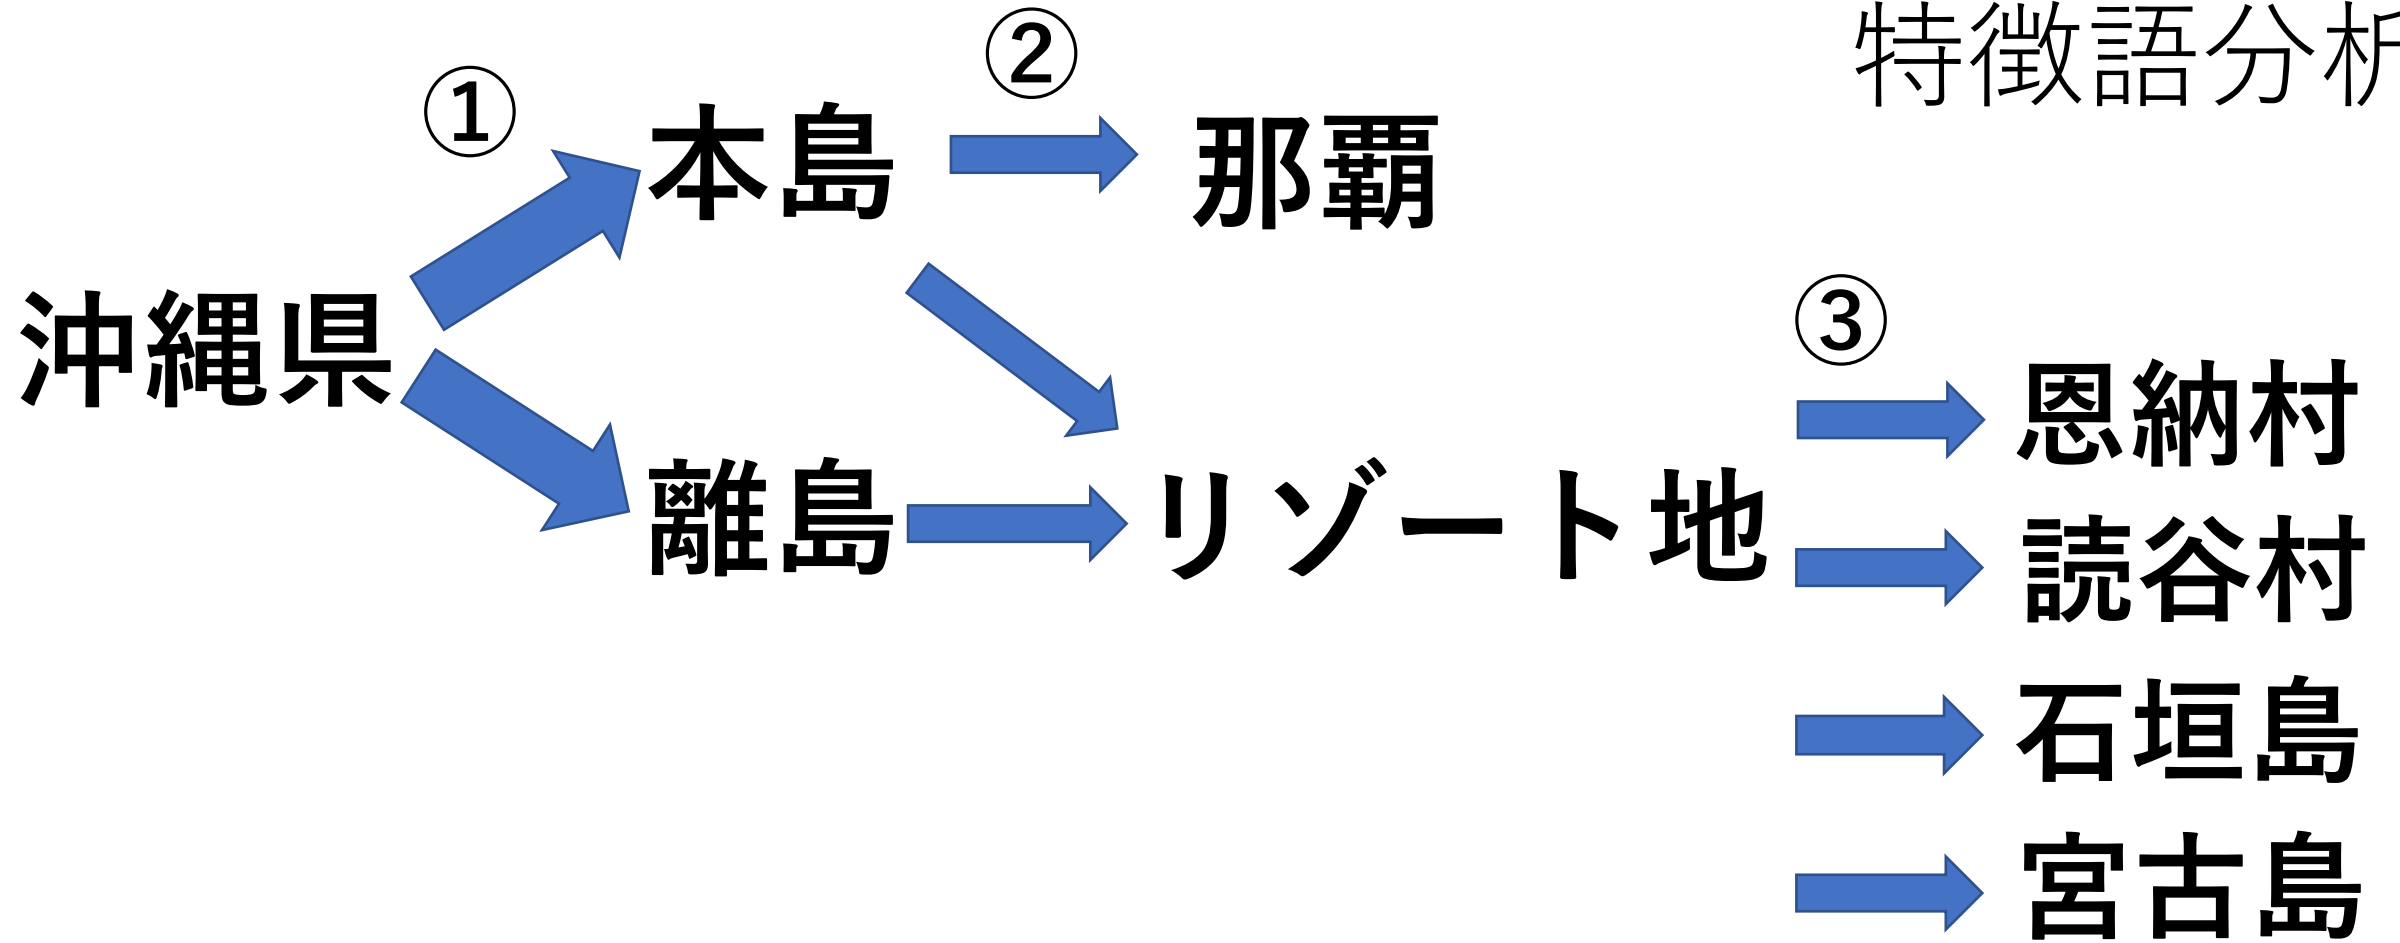 特徴語分析
①
②
本島
那覇
沖縄県
③
離島
リゾート地
恩納村
読谷村
石垣島
宮古島